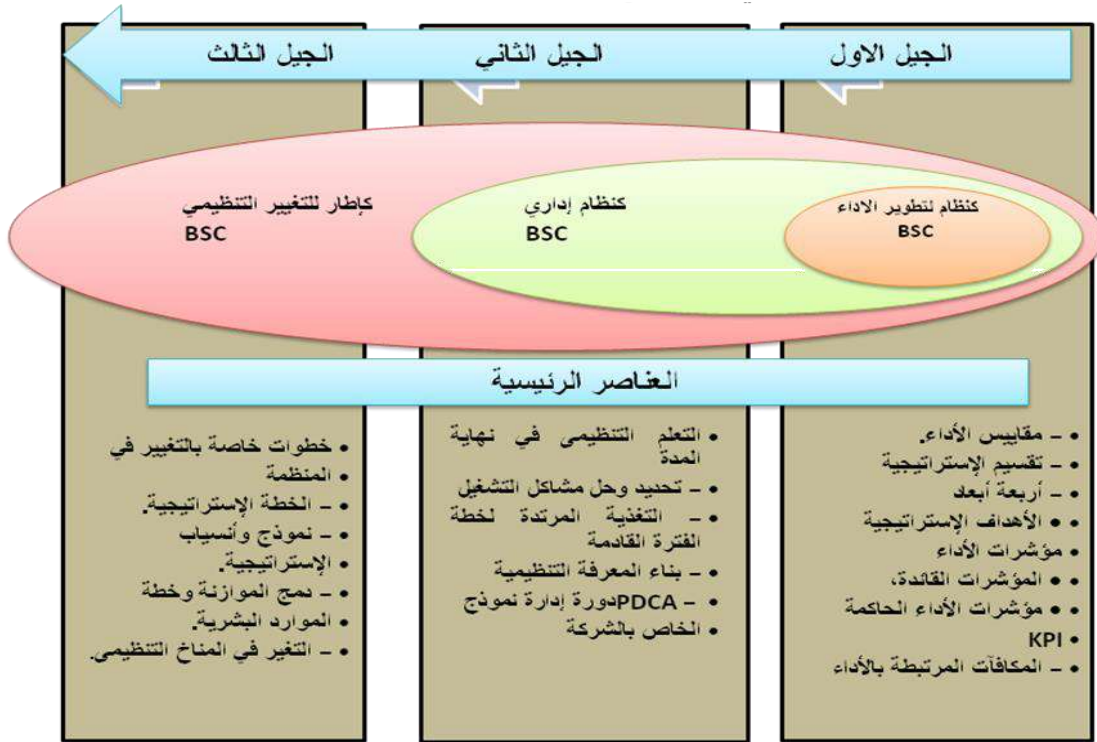 الجيل الاول
الجيل الثاني
الجيل الثالث
كنظام لتطوير الاداء
BSC
كنظام إداري
BSC
كإطار للتغيير التنظيمي
BSC
العناصر الرئيسية
• – مقاييس الأداء.
• – تقسيم الإستراتيجية
• – أربعة أبعاد
• • الأهداف الإستراتيجية
• مؤشرات الأداء
• • المؤشرات القائدة،
• • مؤشرات الأداء الحاكمة
• KPI
• – المكافآت المرتبطة بالأداء
• التعلم التنظيمى في نهاية
المدة
• – تحديد وحل مشاكل التشغيل
• – التغذية المرتدة لخطة
الفترة القادمة
• – بناء المعرفة التنظيمية
• – PDCAدورة إدارة نموذج
• الخاص بالشركة
• خطوات خاصة بالتغيير في
• المنظمة
• – الخطة الإستراتيجية.
• – نموذج وأنسياب
• الإستراتيجية.
• – دمج الموازنة وخطة
• الموارد البشرية.
• – التغير في المناخ التنظيمى.